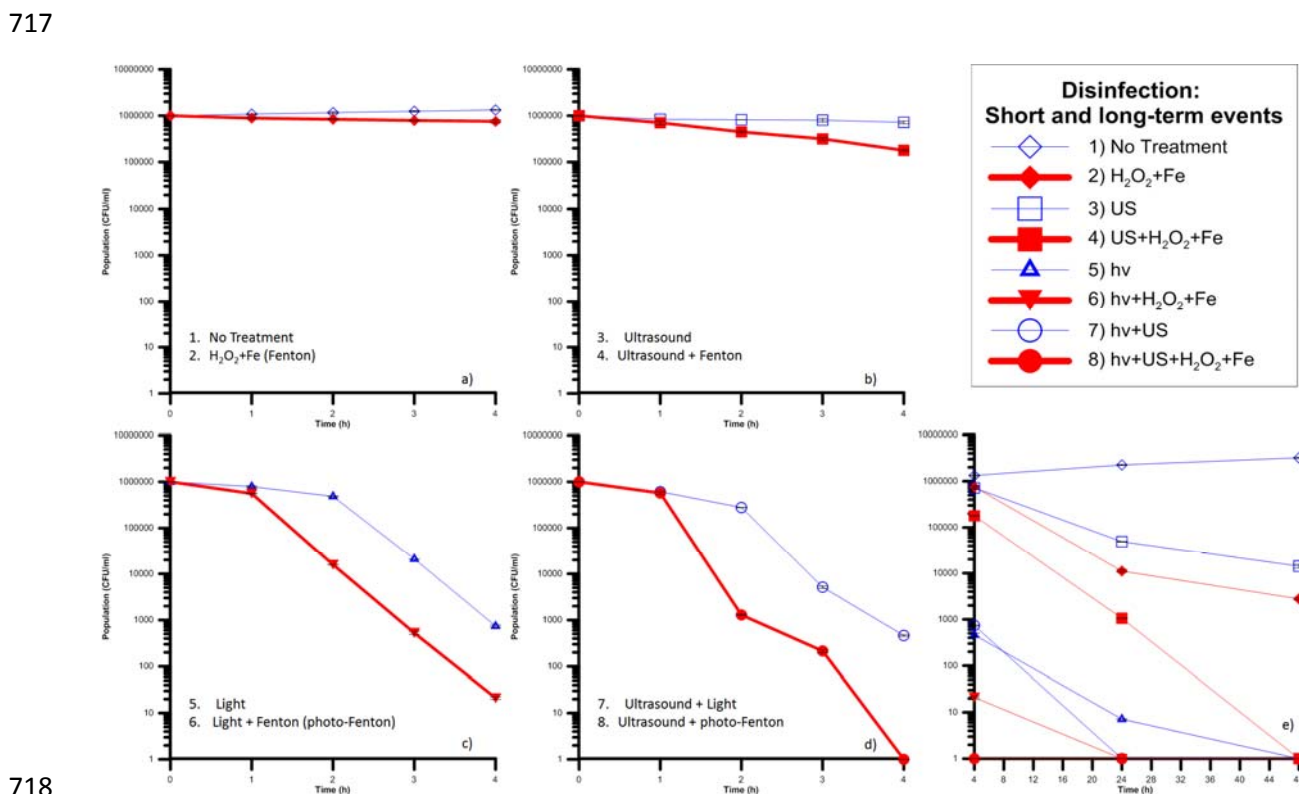 717
10000000
1000000
100000
10000
1000
100
10
1
Population (CFU/ml)
1. No Treatment
2. H₂O₂+Fe (Fenton)
a)
0 1 2 3 4
Time (h)
10000000
1000000
100000
10000
1000
100
10
1
Population (CFU/ml)
3. Ultrasound
4. Ultrasound + Fenton
b)
0 1 2 3 4
Time (h)
Disinfection:
Short and long-term events
1) No Treatment
2) H₂O₂+Fe
3) US
4) US+H₂O₂+Fe
5) hv
6) hv+H₂O₂+Fe
7) hv+US
8) hv+US+H₂O₂+Fe
10000000
1000000
100000
10000
1000
100
10
1
Population (CFU/ml)
5. Light
6. Light + Fenton (photo-Fenton)
c)
0 1 2 3 4
Time (h)
10000000
1000000
100000
10000
1000
100
10
1
Population (CFU/ml)
7. Ultrasound + Light
8. Ultrasound + photo-Fenton
d)
0 1 2 3 4
Time (h)
10000000
1000000
100000
10000
1000
100
10
1
e)
4 8 12 16 20 24 28 32 36 40 44
Time (h)
718